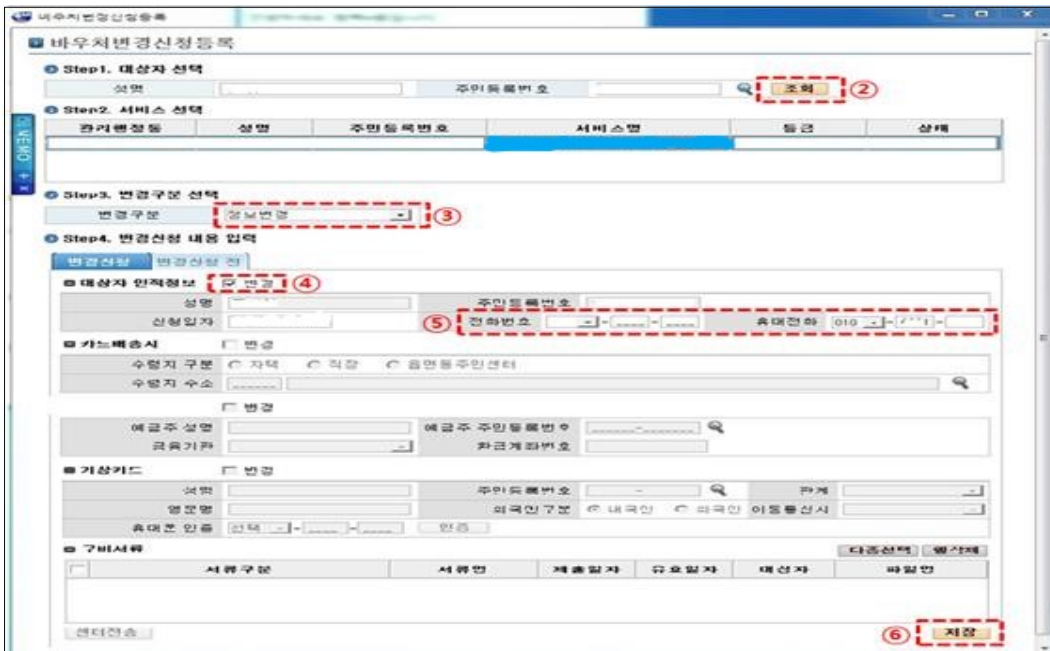 바우처변경신청등록
바우처변경신청등록
Step1. 대상자 선택
성명 주민등록번호 조회 ②
Step2. 서비스 선택
관리행정동 성명 주민등록번호 서비스명 등급 상태
MEMO
Step3. 변경구분 선택
변경구분 정보변경 ③
Step4. 변경신청 내용 입력
변경신청 변경신청 전
대상자 인적정보 변경 ④
성명 주민등록번호
신청일자 ⑤ 전화번호 휴대전화 010
카드배송지 변경
수령지 구분 자택 직장 읍면동주민센터
수령지 주소
변경
예금주 성명 예금주 주민등록번호
금융기관 환급계좌번호
가상카드 변경
성명 주민등록번호 관계
영문명 외국인구분 내국인 외국인 이동통신사
휴대폰 인증 선택 인증
구비서류 다중선택 행삭제
서류구분 서류명 제출일자 유효일자 대상자 파일명
센터전송 ⑥ 저장